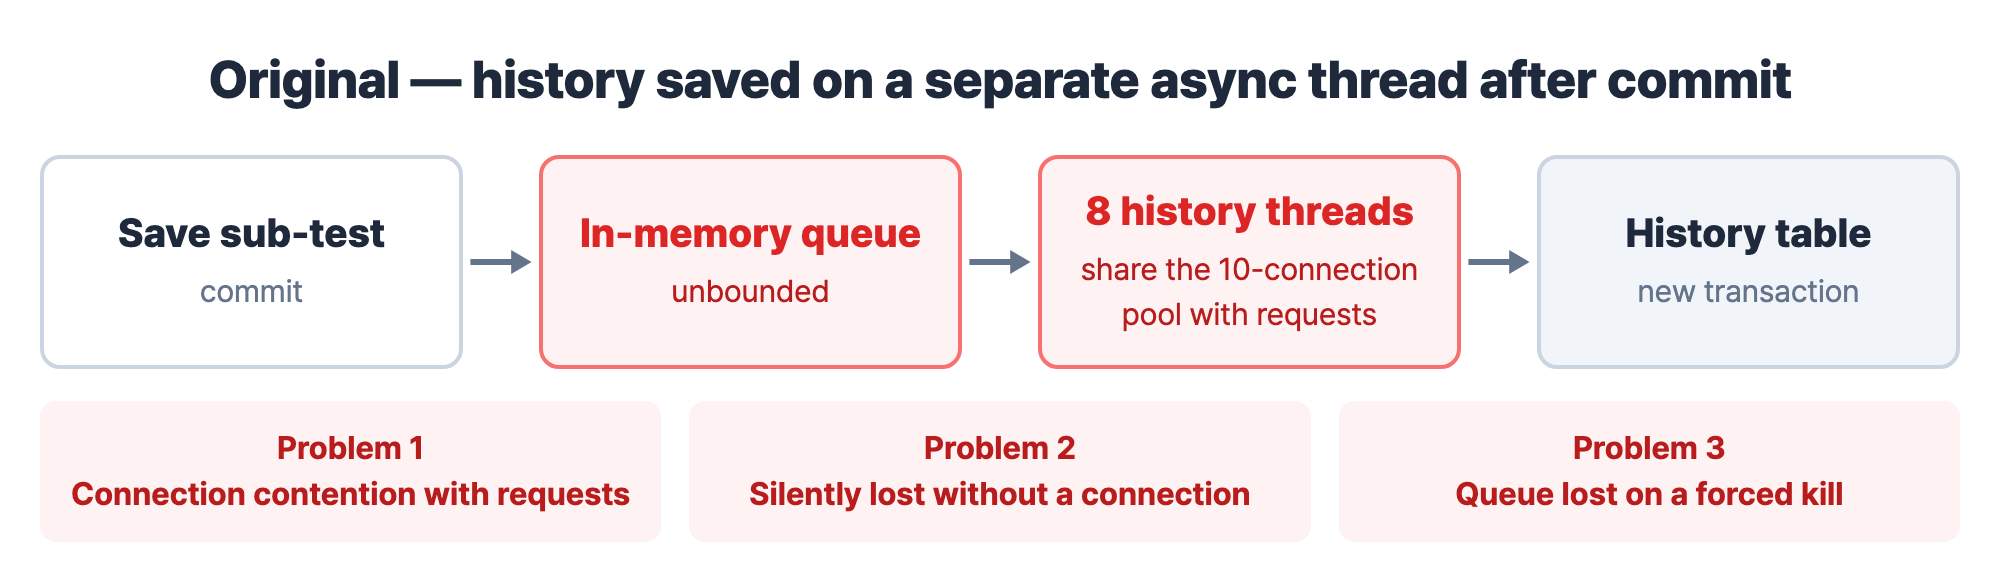 Original — history saved on a separate async thread after commit
Save sub-test
commit
In-memory queue
unbounded
8 history threads
share the 10-connection
pool with requests
History table
new transaction
Problem 1
Connection contention with requests
Problem 2
Silently lost without a connection
Problem 3
Queue lost on a forced kill